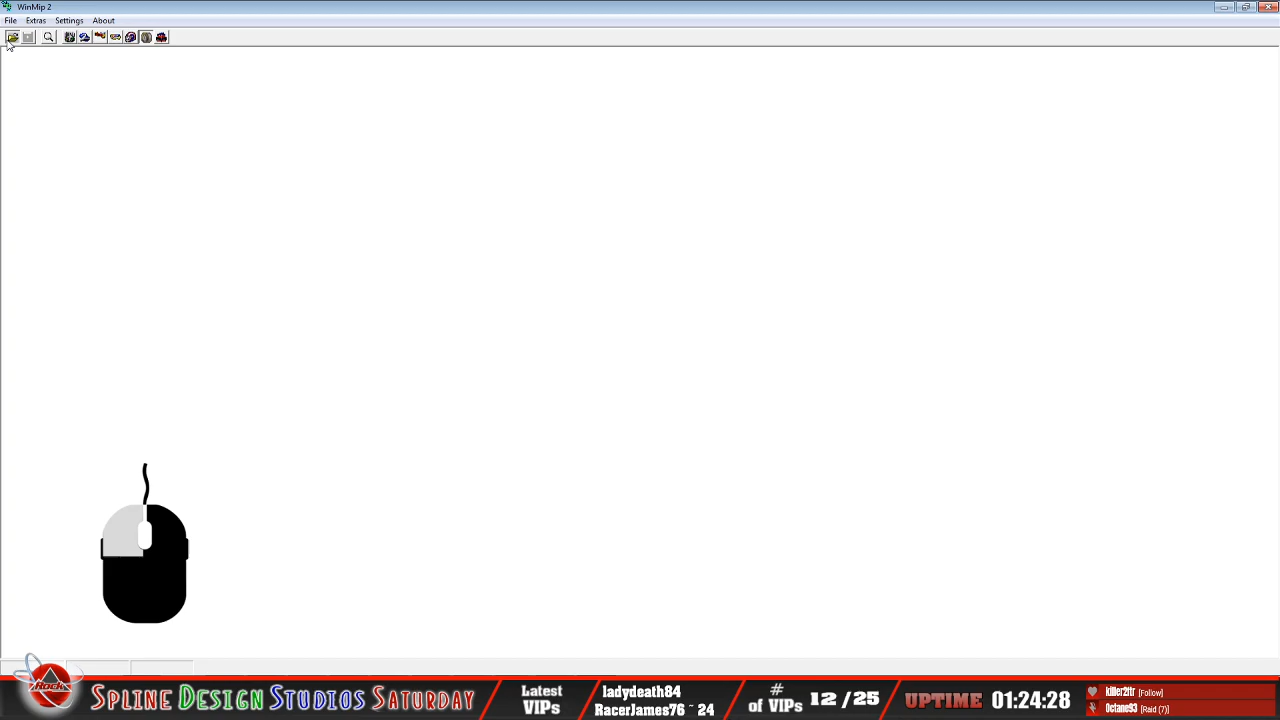 WinMip 2
File Extras Settings About
Spline Design Studios Saturday
Latest VIPs
ladydeath84
RacerJames76 ~ 24
# of VIPs
12 / 25
UPTIME
01:24:28
[Follow]
Octane93 [Raid (7)]